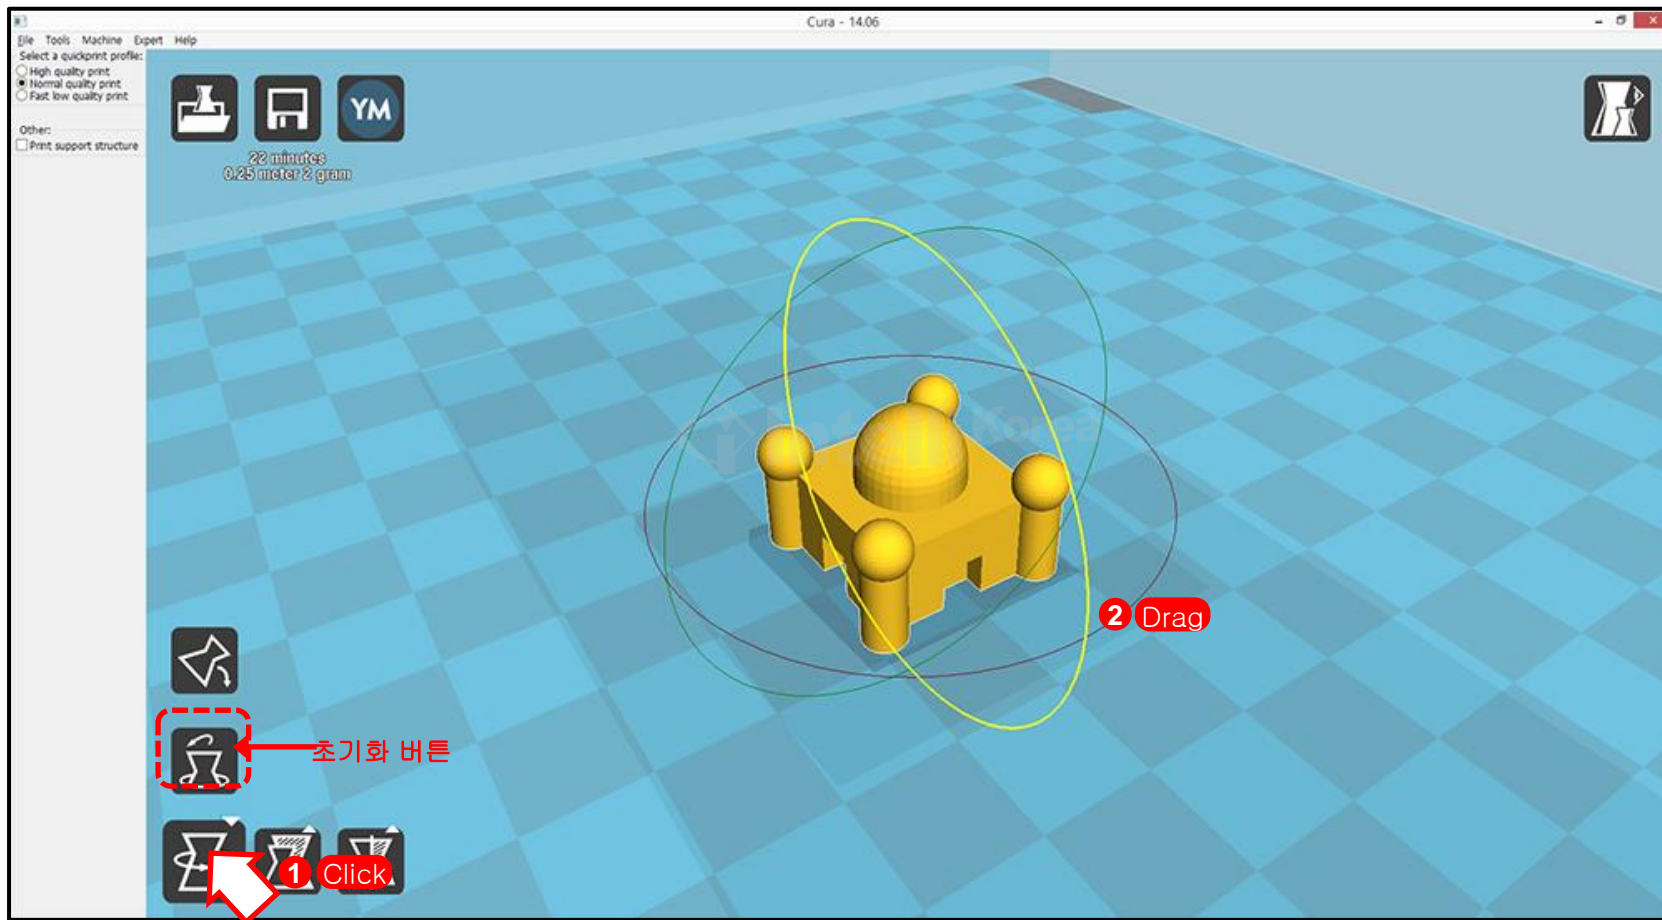 Cura - 14.06
File Tools Machine Expert Help
Select a quickprint profile:
High quality print
Normal quality print
Fast low quality print
Other:
Print support structure
YM
22 minutes
0.25 meter 2 gram
Korea
2 Drag
초기화 버튼
1 Click